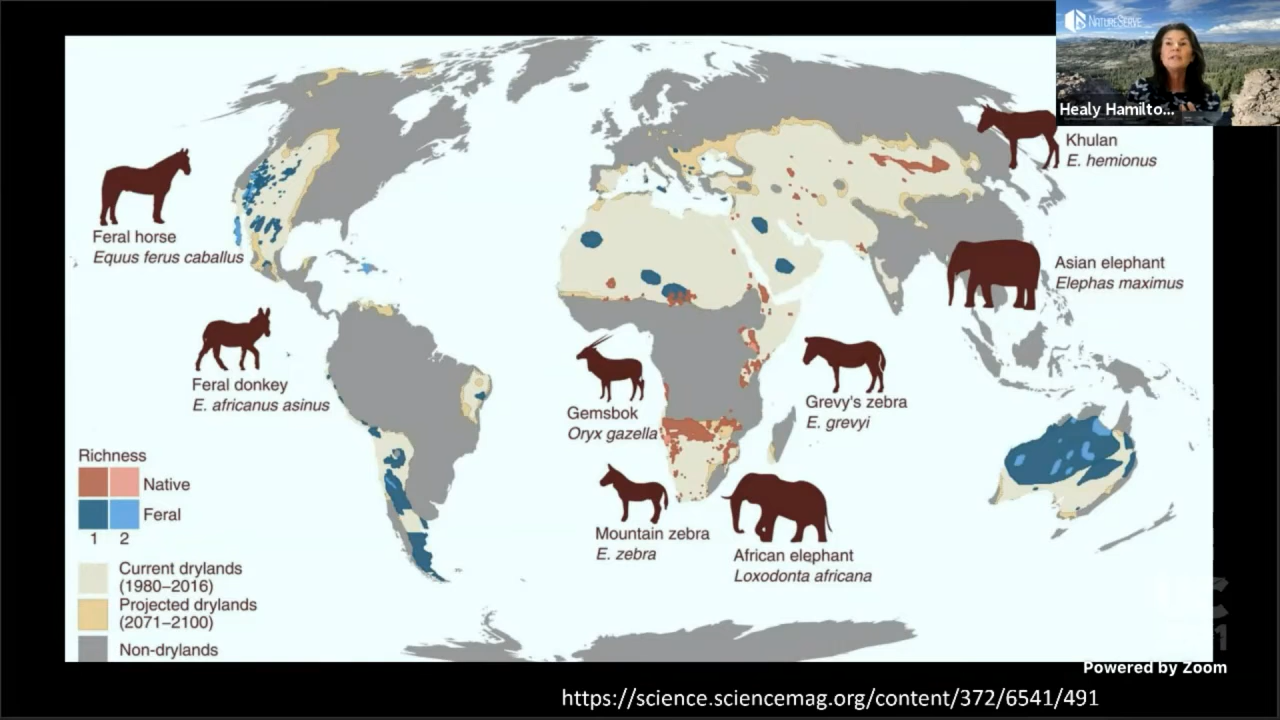 NATURESERVE
Healy Hamilto...
Khulan
E. hemionus
Feral horse
Equus ferus caballus
Asian elephant
Elephas maximus
Feral donkey
E. africanus asinus
Gemsbok
Oryx gazella
Grevy's zebra
E. grevyi
Mountain zebra
E. zebra
African elephant
Loxodonta africana
Richness
Native
Feral
1 2
Current drylands
(1980–2016)
Projected drylands
(2071–2100)
Non-drylands
Powered by Zoom
https://science.sciencemag.org/content/372/6541/491